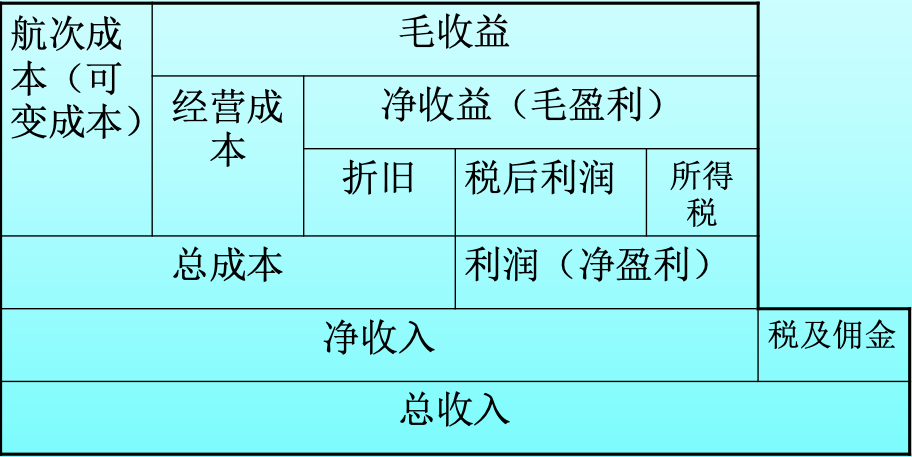 航次成
本（可
变成本）
毛收益
经营成
本
净收益（毛盈利）
折旧
税后利润
所得
税
总成本
利润（净盈利）
净收入
税及佣金
总收入